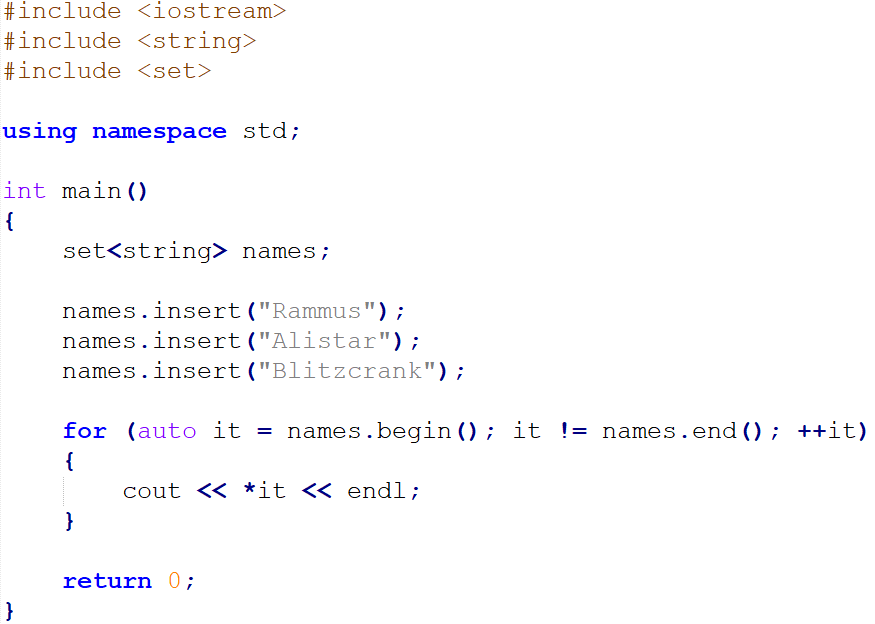 #include <iostream>
#include <string>
#include <set>

using namespace std;

int main()
{
    set<string> names;

    names.insert("Rammus");
    names.insert("Alistar");
    names.insert("Blitzcrank");

    for (auto it = names.begin(); it != names.end(); ++it)
    {
        cout << *it << endl;
    }

    return 0;
}